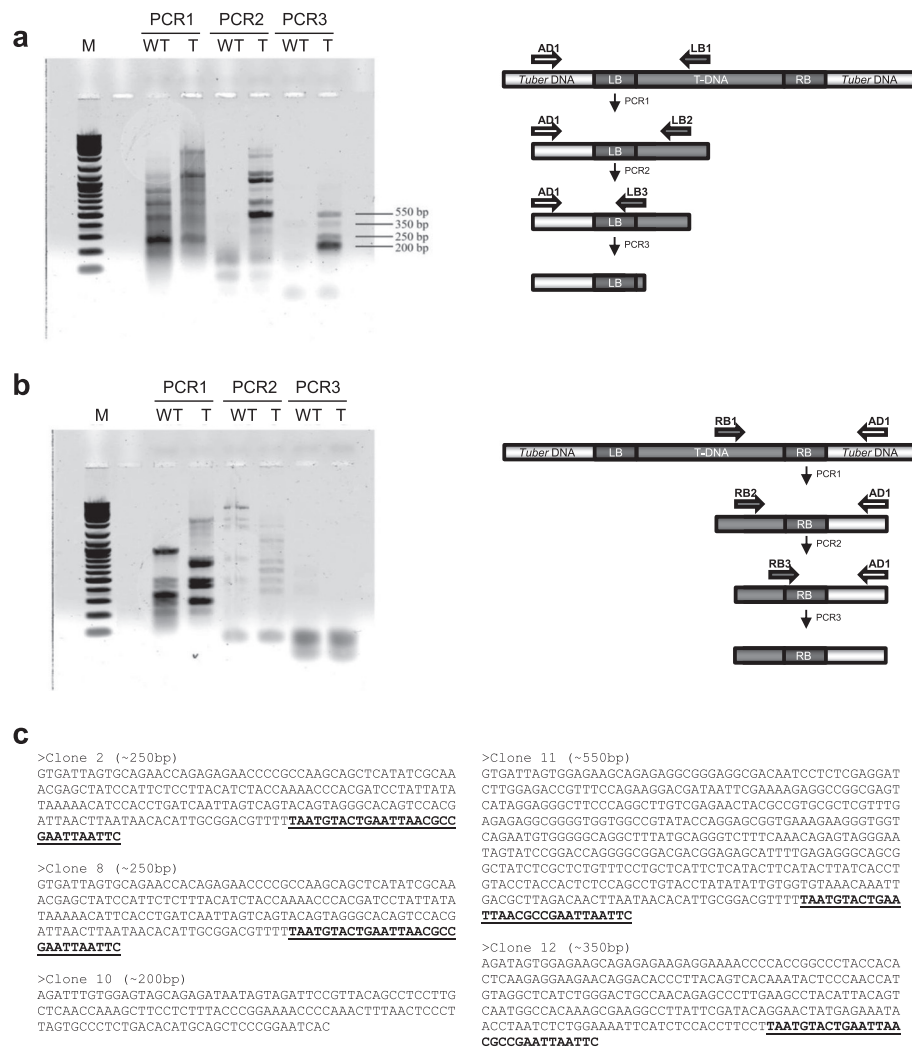 a
PCR1 PCR2 PCR3
M WT T WT T WT T
550 bp
350 bp
250 bp
200 bp
AD1 LB1
Tuber DNA LB T-DNA RB Tuber DNA
PCR1
AD1 LB2
LB
PCR2
AD1 LB3
LB
PCR3
LB
b
PCR1 PCR2 PCR3
M WT T WT T WT T
RB1 AD1
Tuber DNA LB T-DNA RB Tuber DNA
PCR1
RB2 AD1
RB
PCR2
RB3 AD1
RB
PCR3
RB
c
>Clone 2 (~250bp)
GTGATTAGTGCAGAACCAGAGAGAACCCCGCCAAGCAGCTCATATCGCAA
ACGAGCTATCCATTCTCCTTACATCTACCAAAACCCACGATCCTATTATA
TAAAAACATCCACCTGATCAATTAGTCAGTACAGTAGGGCACAGTCCACG
ATTAACTTAATAACACATTGCGGACGTTTTTAATGTACTGAATTAACGCC
GAATTAATTC
>Clone 8 (~250bp)
GTGATTAGTGCAGAACCACAGAGAACCCCGCCAAGCAGCTCATATCGCAA
ACGAGCTATCCATTCTCTTTACATCTACCAAAACCCACGATCCTATTATA
TAAAAACATTCACCTGATCAATTAGTCAGTACAGTAGGGCACAGTCCACG
ATTAACTTAATAACACATTGCGGACGTTTTTAATGTACTGAATTAACGCC
GAATTAATTC
>Clone 10 (~200bp)
AGATTTGTGGAGTAGCAGAGATAATAGTAGATTCCGTTACAGCCTCCTTG
CTCAACCAAAGCTTCCTCTTTACCCGGAAAACCCCAAACTTTAACTCCCT
TAGTGCCCTCTGACACATGCAGCTCCCGGAATCAC
>Clone 11 (~550bp)
GTGATTAGTGGAGAAGCAGAGAGGCGGGAGGCGACAATCCTCTCGAGGAT
CTTGGAGACCGTTTCCAGAAGGACGATAATTCGAAAAGAGGCCGGCGAGT
CATAGGAGGGCTTCCCAGGCTTGTCGAGAACTACGCCGTGCGCTCGTTTG
AGAGAGGCGGGGTGGTGGCCGTATACCAGGAGCGGTGAAAGAAGGGTGGT
CAGAATGTGGGGGCAGGCTTTATGCAGGGTCTTTCAAACAGAGTAGGGAA
TAGTATCCGGACCAGGGGCGGACGACGGAGAGCATTTTGAGAGGGCAGCG
GCTATCTCGCTCTGTTTCCTGCTCATTCTCATACTTCATACTTATCACCT
GTACCTACCACTCTCCAGCCTGTACCTATATATTGTGGTGTAAACAAATT
GACGCTTAGACTTAATTAATAACACATTGCGGACGTTTTTAATGTACTGAA
TTAACGCCGAATTAATTC
>Clone 12 (~350bp)
AGATAGTGGAGAAGCAGAGAGAAGAGGAAAACCCCACCGGCCCTACCACA
CTCAAGAGGAAGAACAGGACACCCTTACAGTCACAAATACTCCCAACCAT
GTAGGCTCATCTGGGACTGCCAACAGAGCCCTTGAAGCCTACATTACAGT
CAATGGCCACAAAGCGAAGGCCTTATTCGATACAGGAACTATGAGAAATA
ACCTAATCTCTGGAAAATTCATCTCCACCTTCCTTAATGTACTGAATTAA
CGCCGAATTAATTC